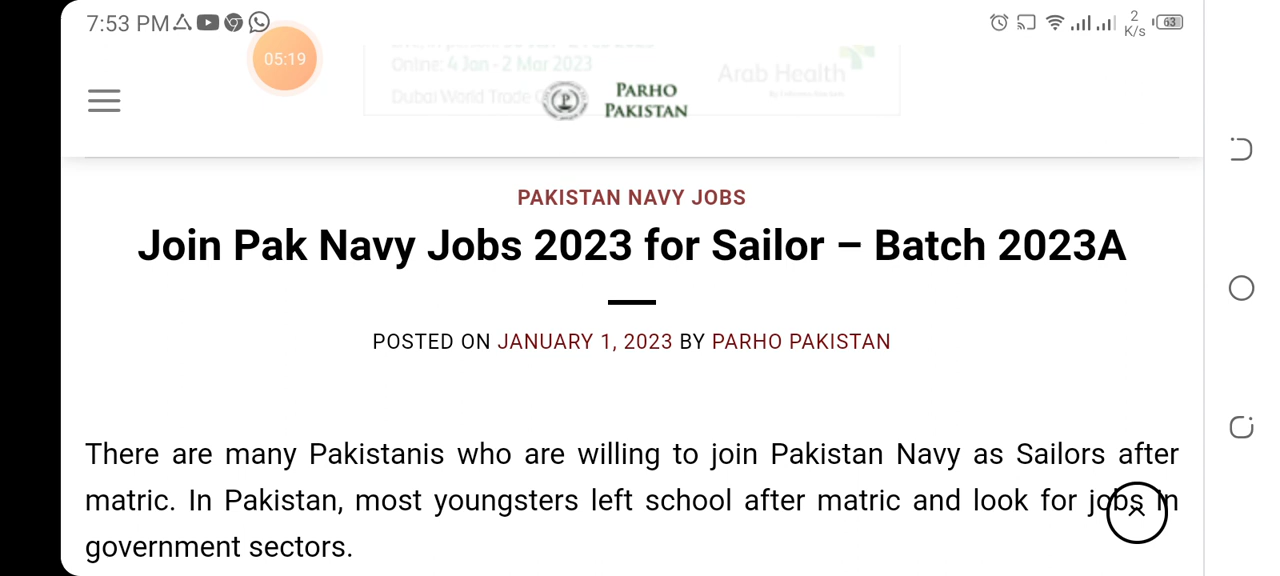 7:53 PM
2
K/s
63
05:19
Online: 4 Jan - 2 Mar 2023
Arab Health
Dubai World Trade
PARHO
PAKISTAN
PAKISTAN NAVY JOBS
Join Pak Navy Jobs 2023 for Sailor – Batch 2023A
POSTED ON JANUARY 1, 2023 BY PARHO PAKISTAN
There are many Pakistanis who are willing to join Pakistan Navy as Sailors after
matric. In Pakistan, most youngsters left school after matric and look for jobs in
government sectors.